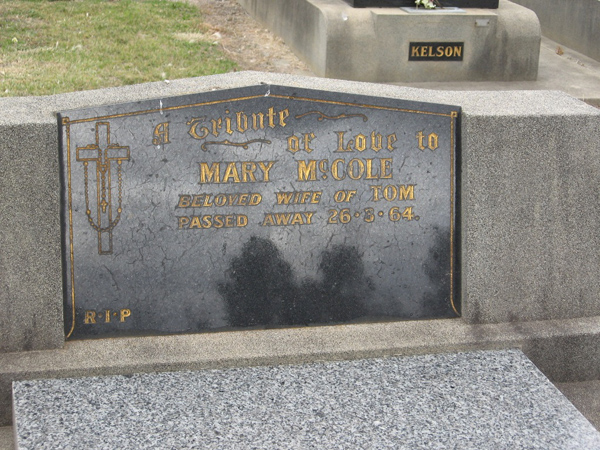 KELSON
A Tribute
of Love to
MARY McCOLE
BELOVED WIFE OF TOM
PASSED AWAY 26·3·64.
R·I·P